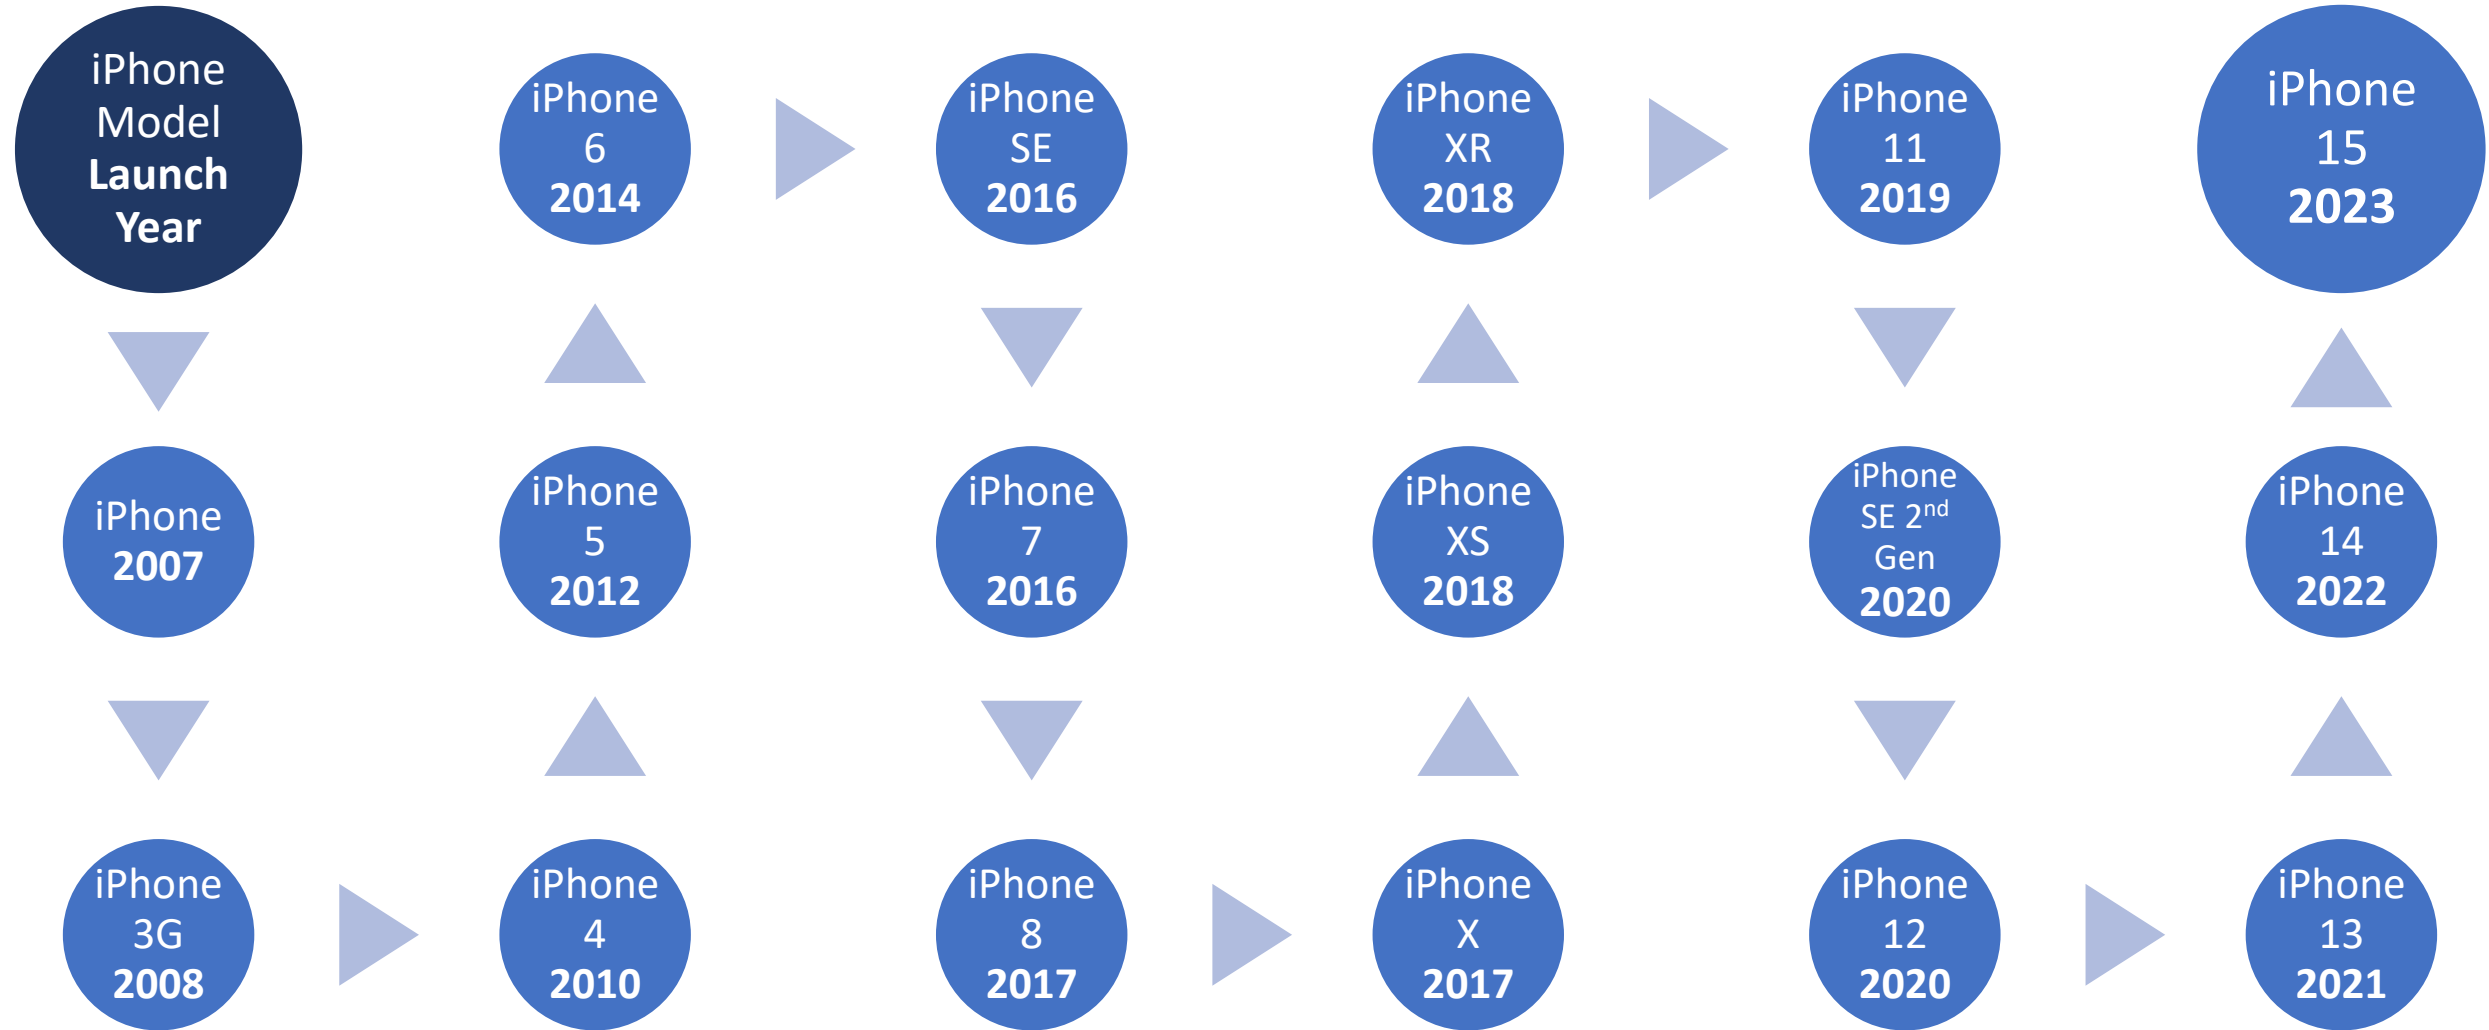 iPhone
Model
Launch
Year
iPhone
2007
iPhone
3G
2008
iPhone
4
2010
iPhone
5
2012
iPhone
6
2014
iPhone
SE
2016
iPhone
7
2016
iPhone
8
2017
iPhone
X
2017
iPhone
XS
2018
iPhone
XR
2018
iPhone
11
2019
iPhone
SE 2nd
Gen
2020
iPhone
12
2020
iPhone
13
2021
iPhone
14
2022
iPhone
15
2023